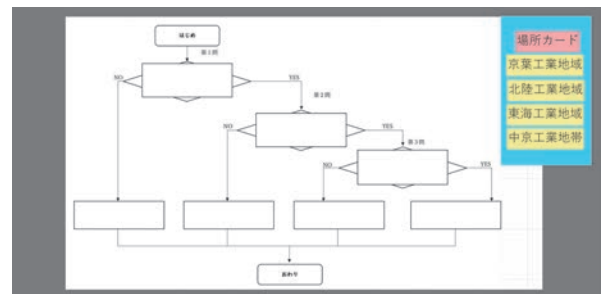 はじめ
第1問
NO
YES
第2問
NO
YES
第3問
NO
YES
おわり
場所カード
京葉工業地域
北陸工業地域
東海工業地域
中京工業地帯